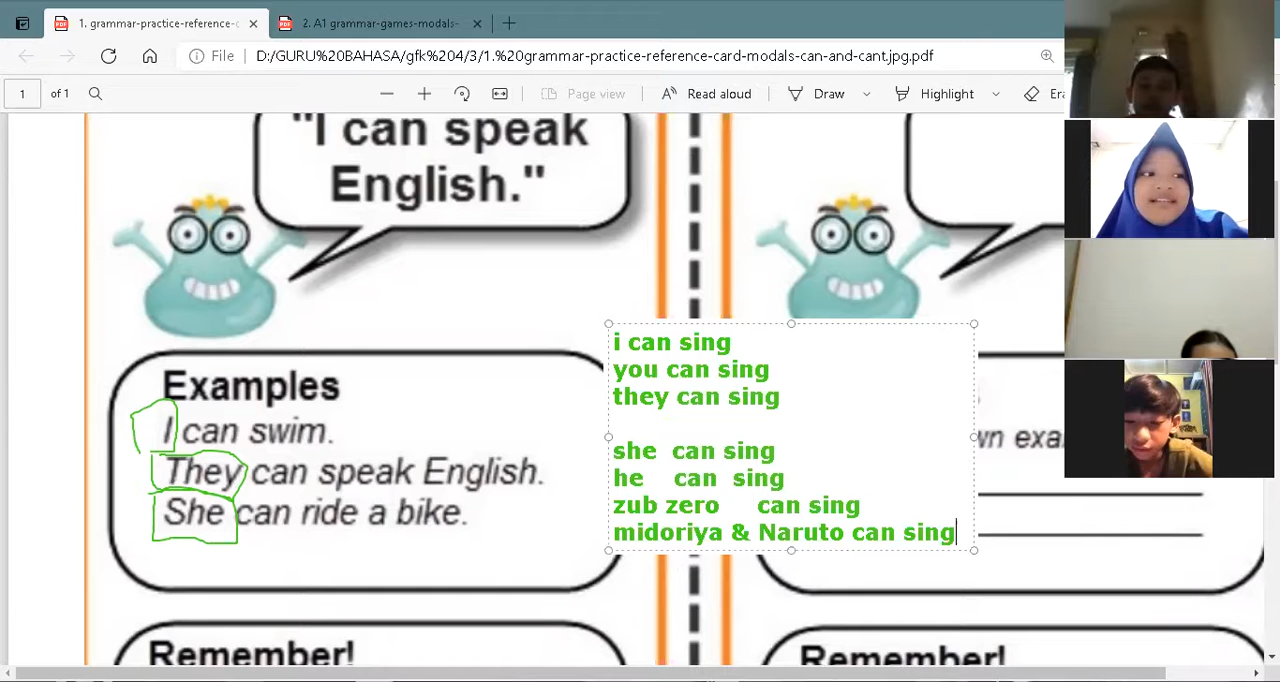 1. grammar-practice-reference-c
2. A1 grammar-games-modals-
File
D:/GURU%20BAHASA/gfk%204/3/1.%20grammar-practice-reference-card-modals-can-and-cant.jpg.pdf
1 of 1
Page view
Read aloud
Draw
Highlight
Era
"I can speak
English."
Examples
I can swim.
They can speak English.
She can ride a bike.
i can sing
you can sing
they can sing
she can sing
he can sing
zub zero can sing
midoriya & Naruto can sing
wn exa
Remember!
Remember!